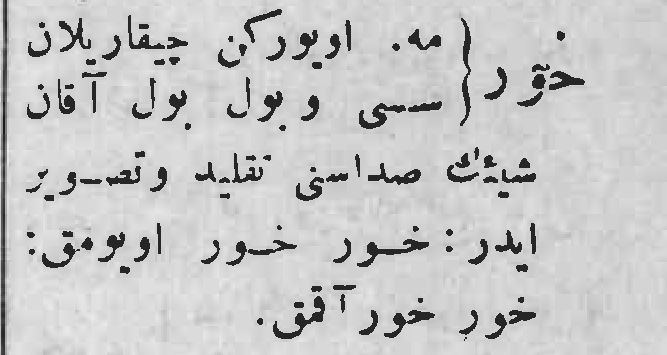 خور { مه. اویورکن چیقاریلان
سسی و بول بول آقان
شیئڭ صداسنی تقلید وتصویر
ایدر: خور خور اویومق:
خور خور آقمق.